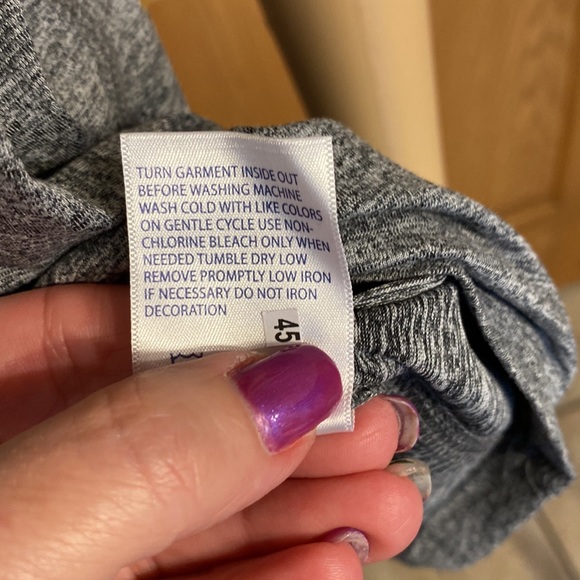 TURN GARMENT INSIDE OUT
BEFORE WASHING MACHINE
WASH COLD WITH LIKE COLORS
ON GENTLE CYCLE USE NON-
CHLORINE BLEACH ONLY WHEN
NEEDED TUMBLE DRY LOW
REMOVE PROMPTLY LOW IRON
IF NECESSARY DO NOT IRON
DECORATION
45